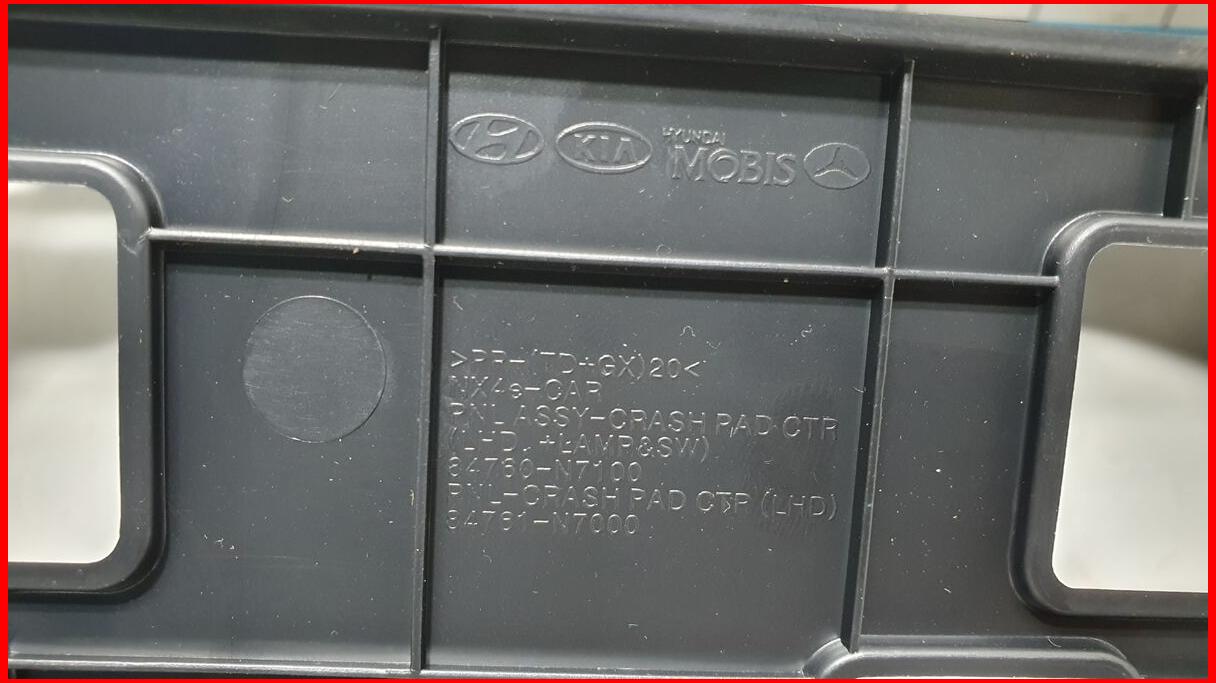 KIA
HYUNDAI
MOBIS
>PP-(TD+GX)20<
NX4e-CAR
PNL ASSY-CRASH PAD CTR
(LHD, +LAMP&SW)
84760-N7100
PNL-CRASH PAD CTR (LHD)
84761-N7000